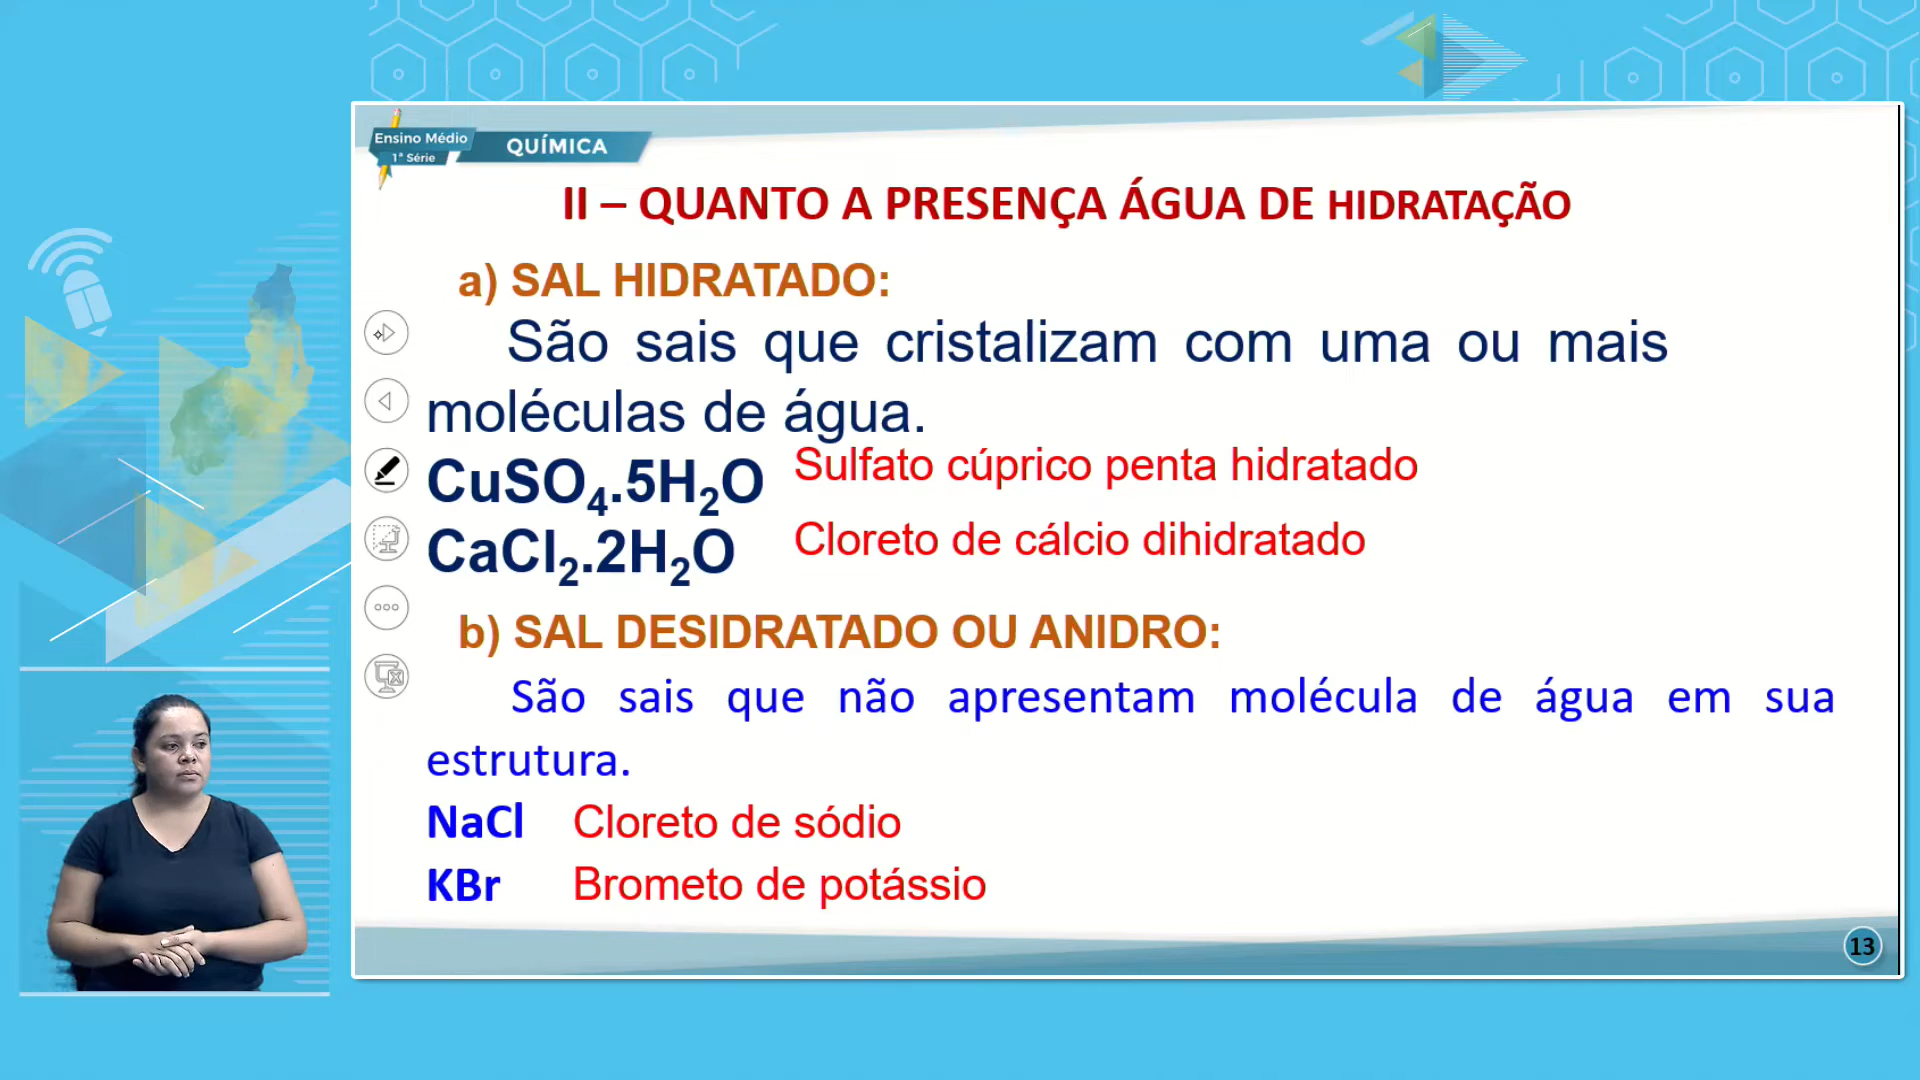 Ensino Médio
1ª Série
QUÍMICA
II – QUANTO A PRESENÇA ÁGUA DE HIDRATAÇÃO
a) SAL HIDRATADO:
São sais que cristalizam com uma ou mais
moléculas de água.
CuSO₄.5H₂O Sulfato cúprico penta hidratado
CaCl₂.2H₂O Cloreto de cálcio dihidratado
b) SAL DESIDRATADO OU ANIDRO:
São sais que não apresentam molécula de água em sua
estrutura.
NaCl Cloreto de sódio
KBr Brometo de potássio
13